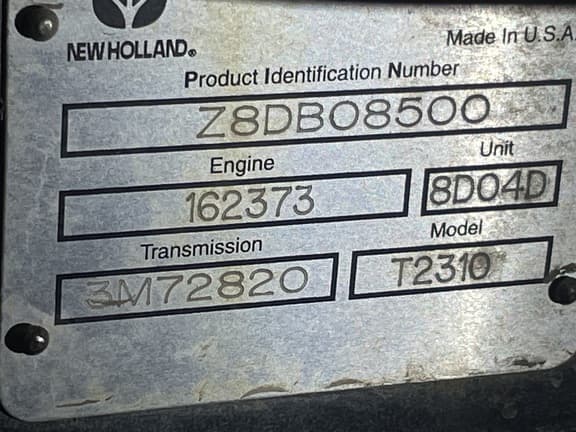 NEW HOLLAND®
Made In U.S.A.
Product Identification Number
Z8DB08500
Engine
Unit
162373
8D04D
Transmission
Model
3M72820
T2310